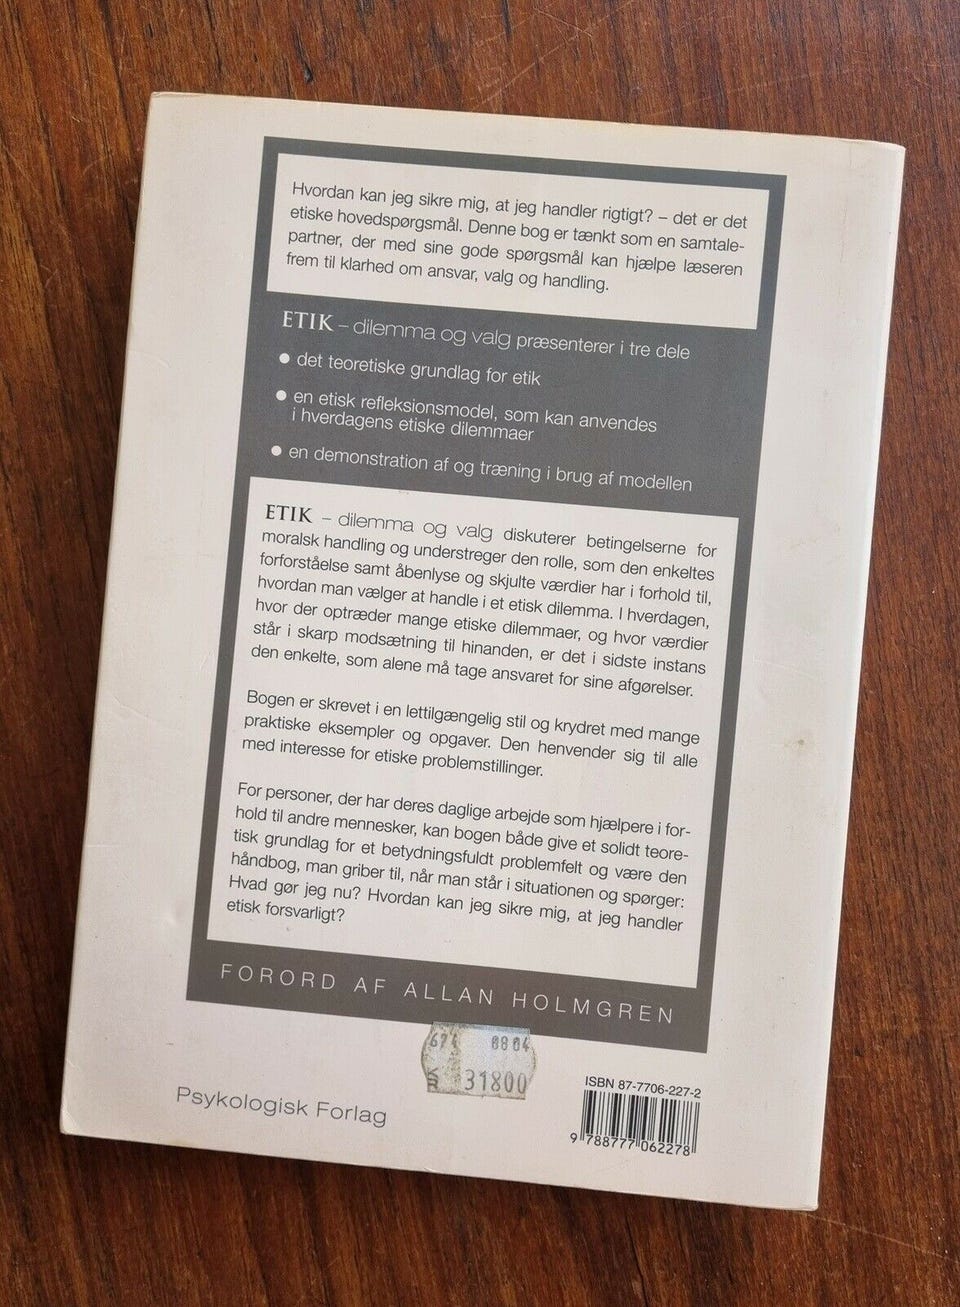 Hvordan kan jeg sikre mig, at jeg handler rigtigt? – det er det
etiske hovedspørgsmål. Denne bog er tænkt som en samtale-
partner, der med sine gode spørgsmål kan hjælpe læseren
frem til klarhed om ansvar, valg og handling.
ETIK – dilemma og valg præsenterer i tre dele
● det teoretiske grundlag for etik
● en etisk refleksionsmodel, som kan anvendes
i hverdagens etiske dilemmaer
● en demonstration af og træning i brug af modellen
ETIK – dilemma og valg diskuterer betingelserne for
moralsk handling og understreger den rolle, som den enkeltes
forforståelse samt åbenlyse og skjulte værdier har i forhold til,
hvordan man vælger at handle i et etisk dilemma. I hverdagen,
hvor der optræder mange etiske dilemmaer, og hvor værdier
står i skarp modsætning til hinanden, er det i sidste instans
den enkelte, som alene må tage ansvaret for sine afgørelser.
Bogen er skrevet i en lettilgængelig stil og krydret med mange
praktiske eksempler og opgaver. Den henvender sig til alle
med interesse for etiske problemstillinger.
For personer, der har deres daglige arbejde som hjælpere i for-
hold til andre mennesker, kan bogen både give et solidt teore-
tisk grundlag for et betydningsfuldt problemfelt og være den
håndbog, man griber til, når man står i situationen og spørger:
Hvad gør jeg nu? Hvordan kan jeg sikre mig, at jeg handler
etisk forsvarligt?
FORORD AF ALLAN HOLMGREN
674 0804
31800
Psykologisk Forlag
ISBN 87-7706-227-2
9 788777 062278